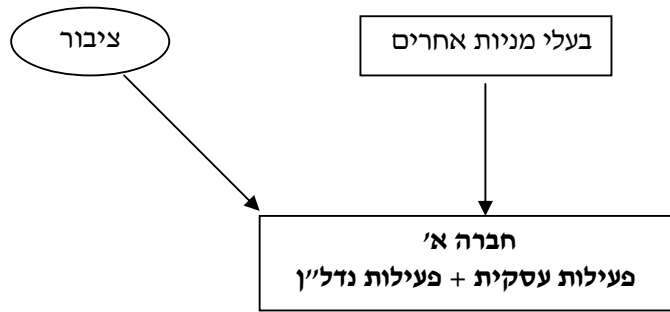 ציבור
בעלי מניות אחרים
חברה א'
פעילות עסקית + פעילות נדל"ן